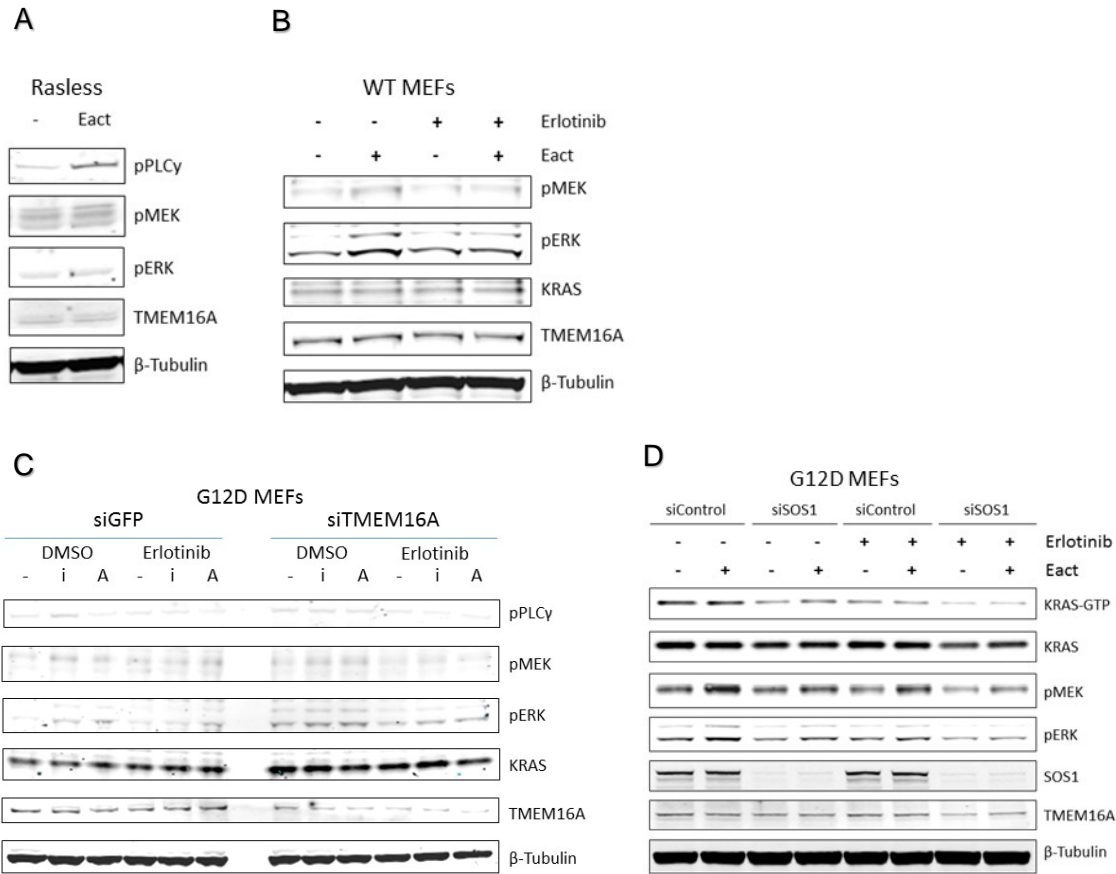 A
Rasless
- Eact
pPLCy
pMEK
pERK
TMEM16A
β-Tubulin
B
WT MEFs
- - + + Erlotinib
- + - + Eact
pMEK
pERK
KRAS
TMEM16A
β-Tubulin
C
G12D MEFs
siGFP siTMEM16A
DMSO Erlotinib DMSO Erlotinib
- i A - i A - i A - i A
pPLCy
pMEK
pERK
KRAS
TMEM16A
β-Tubulin
D
G12D MEFs
siControl siSOS1 siControl siSOS1
- - - - + + + + Erlotinib
- + - + - + - + Eact
KRAS-GTP
KRAS
pMEK
pERK
SOS1
TMEM16A
β-Tubulin